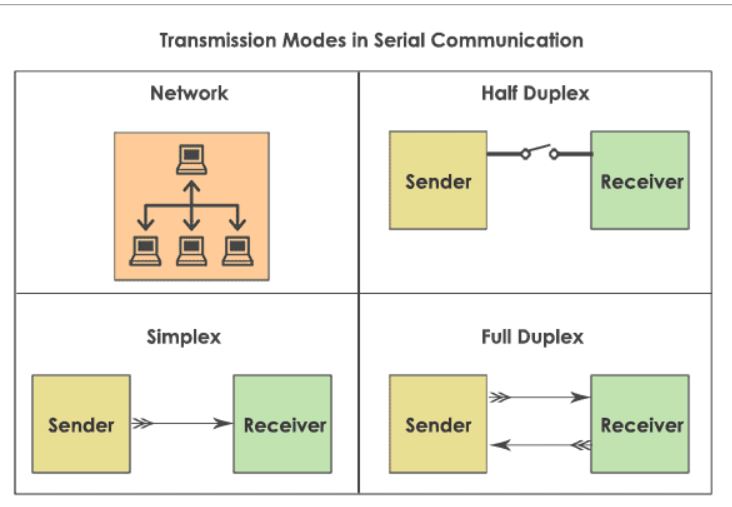 Transmission Modes in Serial Communication
Network
Half Duplex
Sender
Receiver
Simplex
Sender
Receiver
Full Duplex
Sender
Receiver